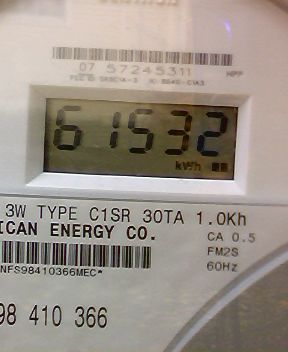 07 57245311 HPP
61532
kWh
3W TYPE C1SR 30TA 1.0Kh
ICAN ENERGY CO.
CA 0.5
FM2S
60Hz
NFS98410366MEC*
98 410 366